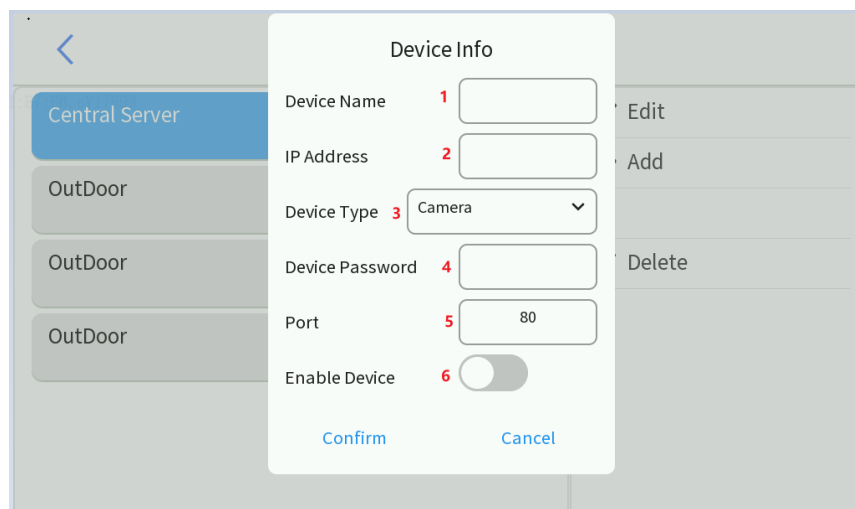 Device Info
Central Server
OutDoor
OutDoor
OutDoor
Device Name 1
IP Address 2
Device Type 3 Camera
Device Password 4
Port 5 80
Enable Device 6
Confirm Cancel
Edit
Add
Delete